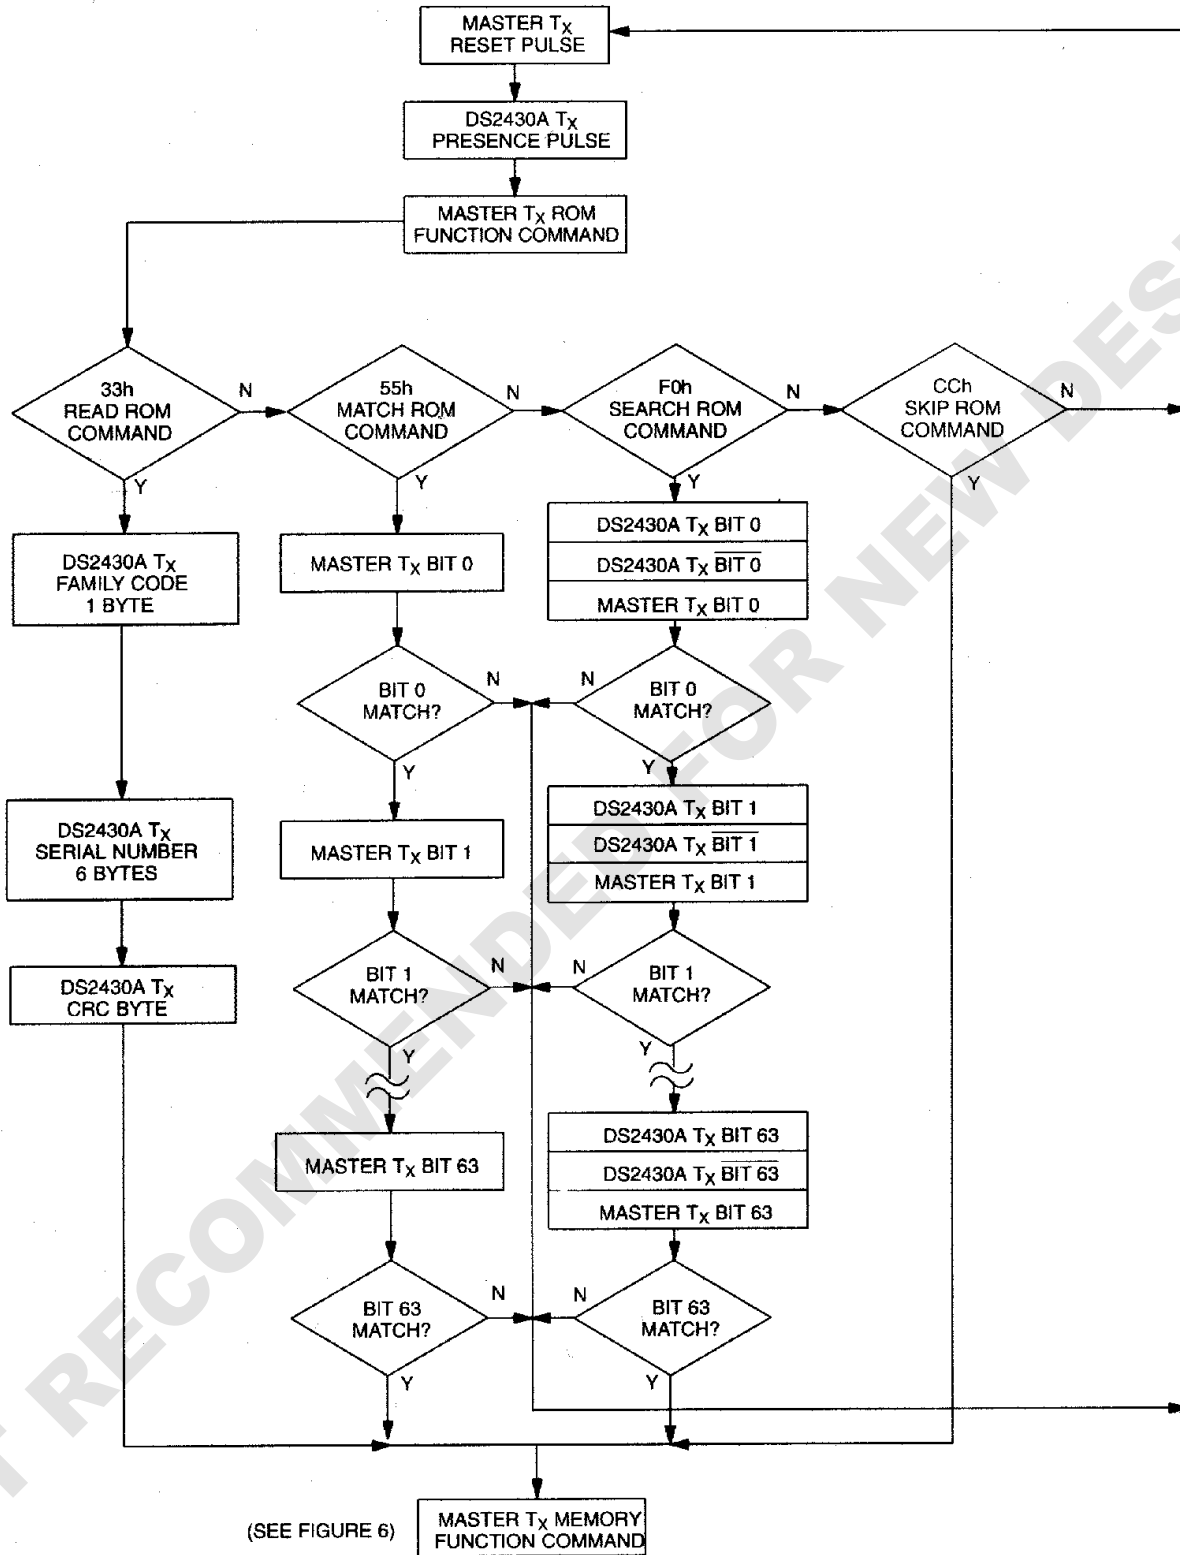 MASTER TX
RESET PULSE
DS2430A TX
PRESENCE PULSE
MASTER TX ROM
FUNCTION COMMAND
33h
READ ROM
COMMAND
N
Y
55h
MATCH ROM
COMMAND
N
Y
F0h
SEARCH ROM
COMMAND
N
Y
CCh
SKIP ROM
COMMAND
N
Y
DS2430A TX
FAMILY CODE
1 BYTE
DS2430A TX
SERIAL NUMBER
6 BYTES
DS2430A TX
CRC BYTE
MASTER TX BIT 0
BIT 0
MATCH?
N
Y
MASTER TX BIT 1
BIT 1
MATCH?
N
Y
MASTER TX BIT 63
BIT 63
MATCH?
N
Y
DS2430A TX BIT 0
DS2430A TX BIT 0
MASTER TX BIT 0
BIT 0
MATCH?
N
Y
DS2430A TX BIT 1
DS2430A TX BIT 1
MASTER TX BIT 1
BIT 1
MATCH?
N
Y
DS2430A TX BIT 63
DS2430A TX BIT 63
MASTER TX BIT 63
BIT 63
MATCH?
N
Y
(SEE FIGURE 6)
MASTER TX MEMORY
FUNCTION COMMAND
RECOMMENDED FOR NEW